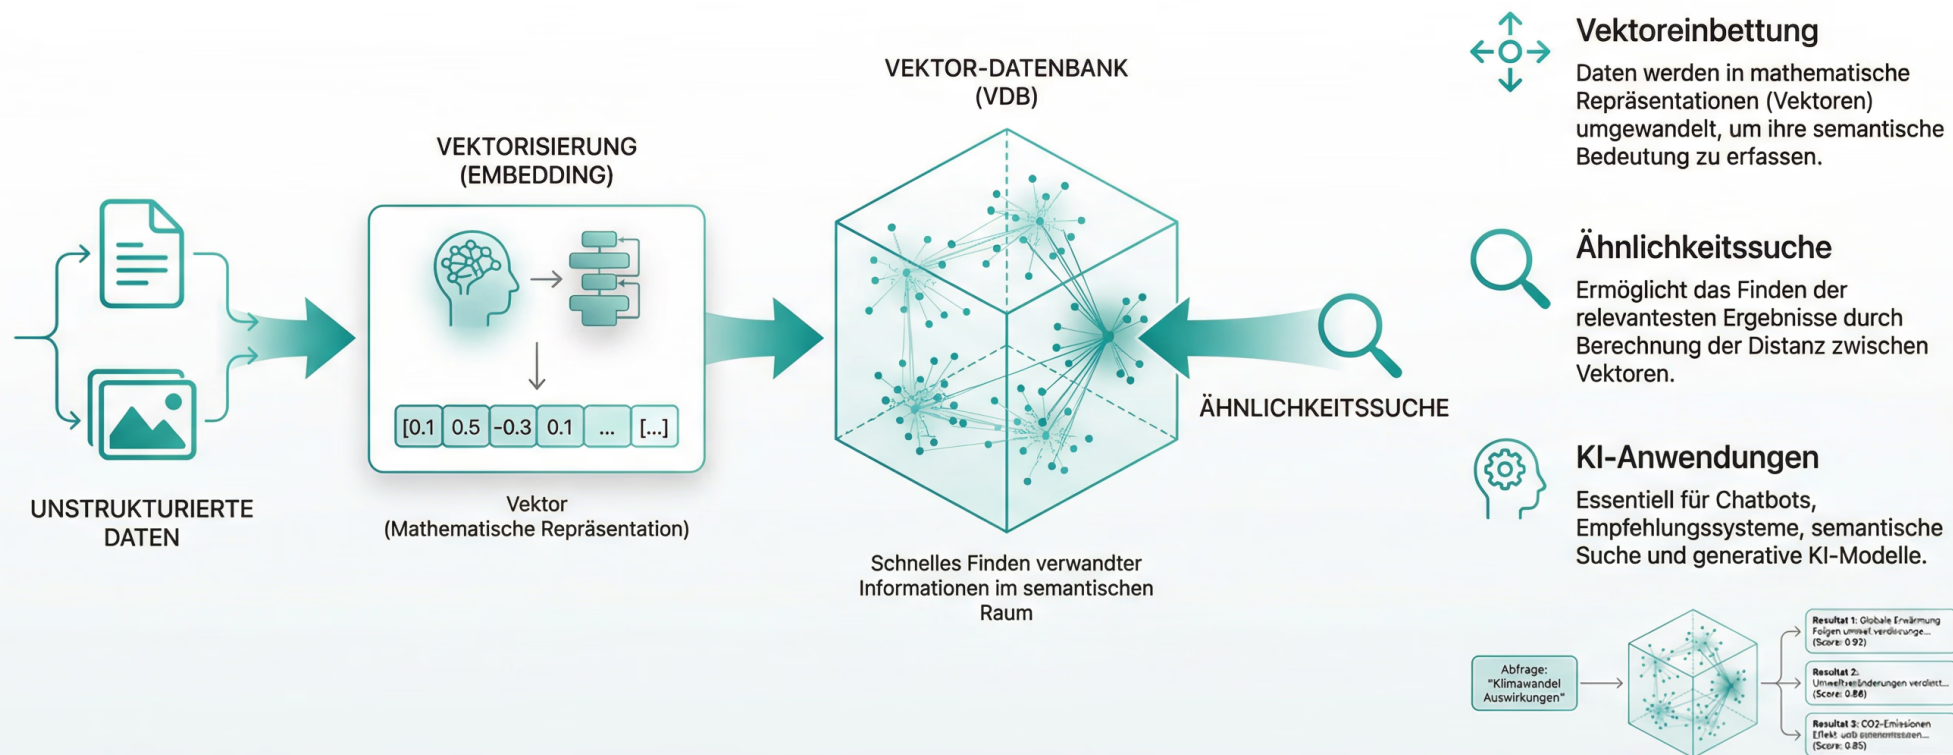 UNSTRUKTURIERTE
DATEN
VEKTORISIERUNG
(EMBEDDING)
[0.1 0.5 -0.3 0.1 ... [...]
Vektor
(Mathematische Repräsentation)
VEKTOR-DATENBANK
(VDB)
Schnelles Finden verwandter
Informationen im semantischen
Raum
ÄHNLICHKEITSSUCHE
Vektoreinbettung
Daten werden in mathematische
Repräsentationen (Vektoren)
umgewandelt, um ihre semantische
Bedeutung zu erfassen.
Ähnlichkeitssuche
Ermöglicht das Finden der
relevantesten Ergebnisse durch
Berechnung der Distanz zwischen
Vektoren.
KI-Anwendungen
Essentiell für Chatbots,
Empfehlungssysteme, semantische
Suche und generative KI-Modelle.
Abfrage:
"Klimawandel
Auswirkungen"
Resultat 1: Globale Erwärmung
Folgen
(Score: 0.92)
Resultat 2:
(Score: 0.88)
Resultat 3: CO2-Emissionen
(Score: 0.85)